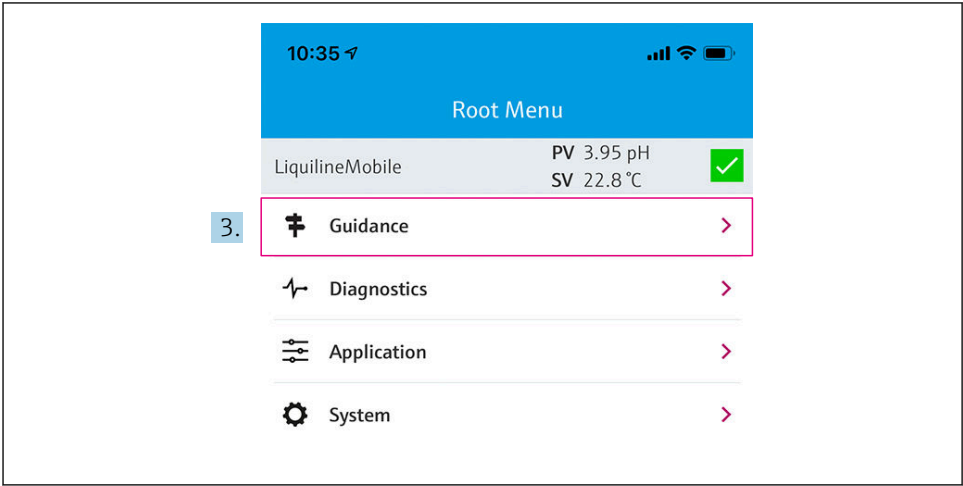 10:35
Root Menu
LiquilineMobile
PV 3.95 pH
SV 22.8 °C
3.
Guidance
Diagnostics
Application
System